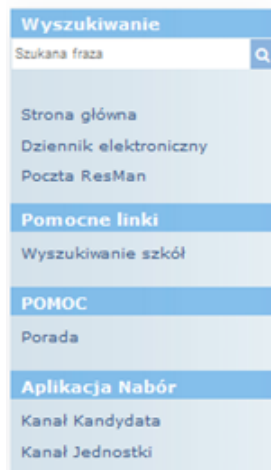 Wyszukiwanie
Szukana fraza
Strona główna
Dziennik elektroniczny
Poczta ResMan
Pomocne linki
Wyszukiwanie szkół
POMOC
Porada
Aplikacja Nabór
Kanał Kandydata
Kanał Jednostki